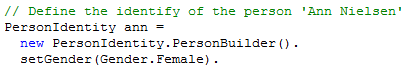 // Define the identify of the person 'Ann Nielsen'
PersonIdentity ann =
new PersonIdentity.PersonBuilder().
setGender(Gender.Female).